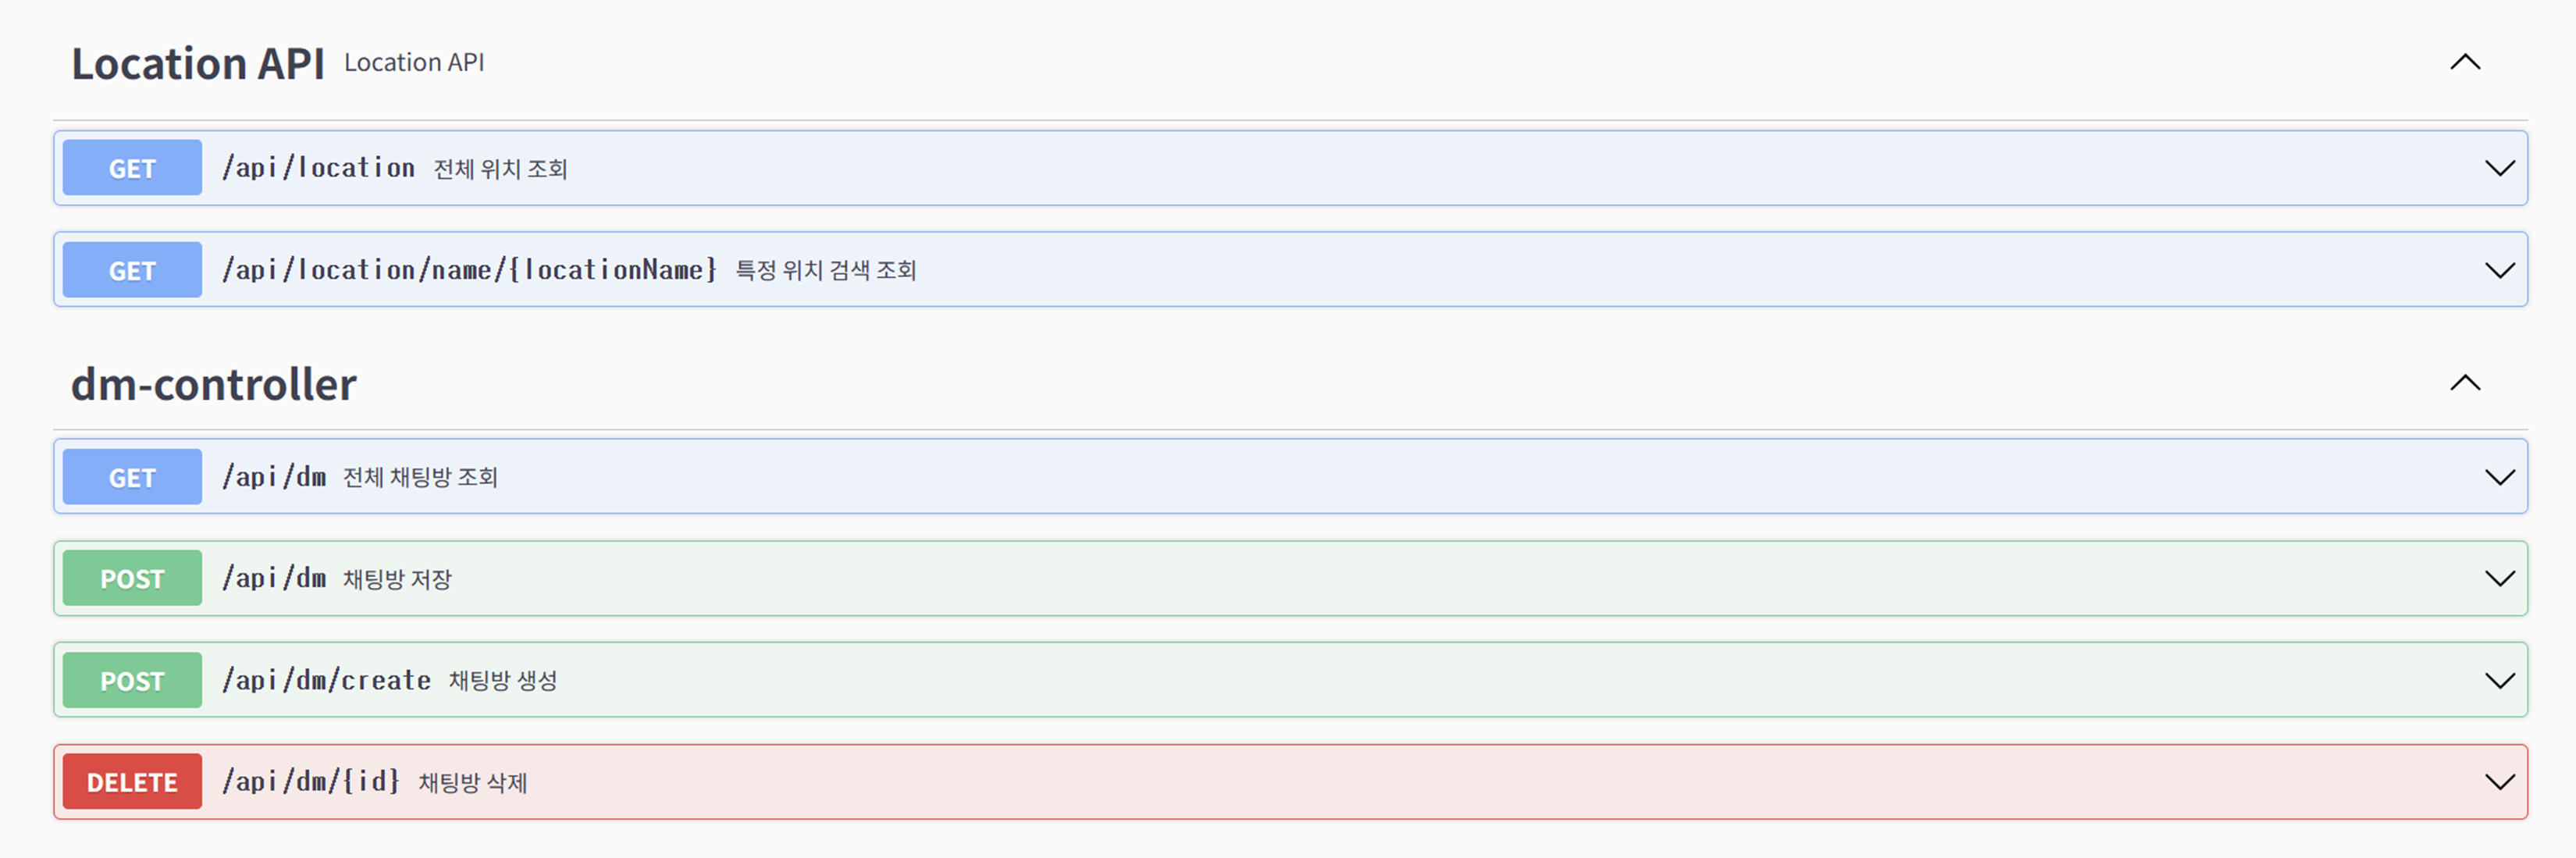 Location API Location API
GET /api/location 전체 위치 조회
GET /api/location/name/{locationName} 특정 위치 검색 조회
dm-controller
GET /api/dm 전체 채팅방 조회
POST /api/dm 채팅방 저장
POST /api/dm/create 채팅방 생성
DELETE /api/dm/{id} 채팅방 삭제